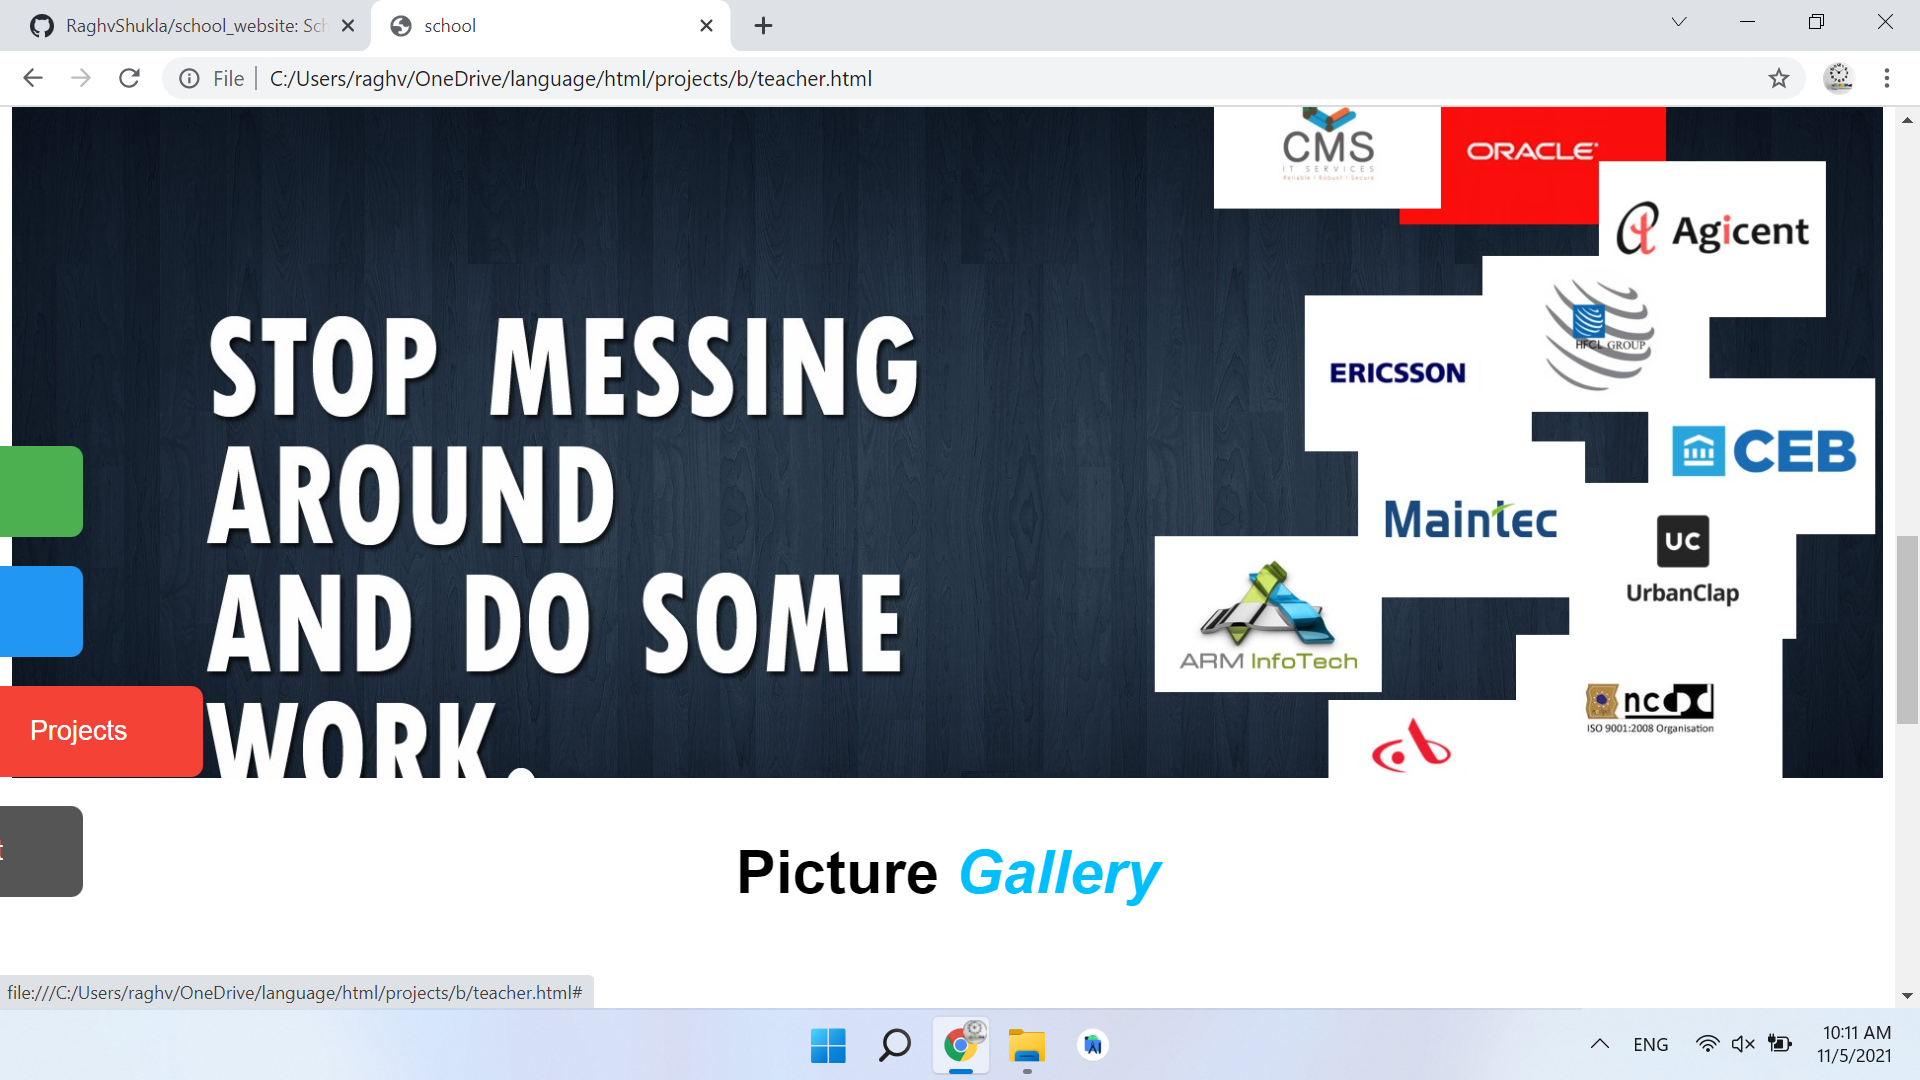 RaghvShukla/school_website: Sch
school
File
C:/Users/raghv/OneDrive/language/html/projects/b/teacher.html
CMS
IT SERVICES
Reliable | Robust | Secure
ORACLE
Agicent
HFCL GROUP
ERICSSON
CEB
Maintec
UC
UrbanClap
ARM InfoTech
ISO 9001:2008 Organisation
STOP MESSING
AROUND
AND DO SOME
WORK.
Projects
t
Picture Gallery
file:///C:/Users/raghv/OneDrive/language/html/projects/b/teacher.html#
ENG
10:11 AM
11/5/2021